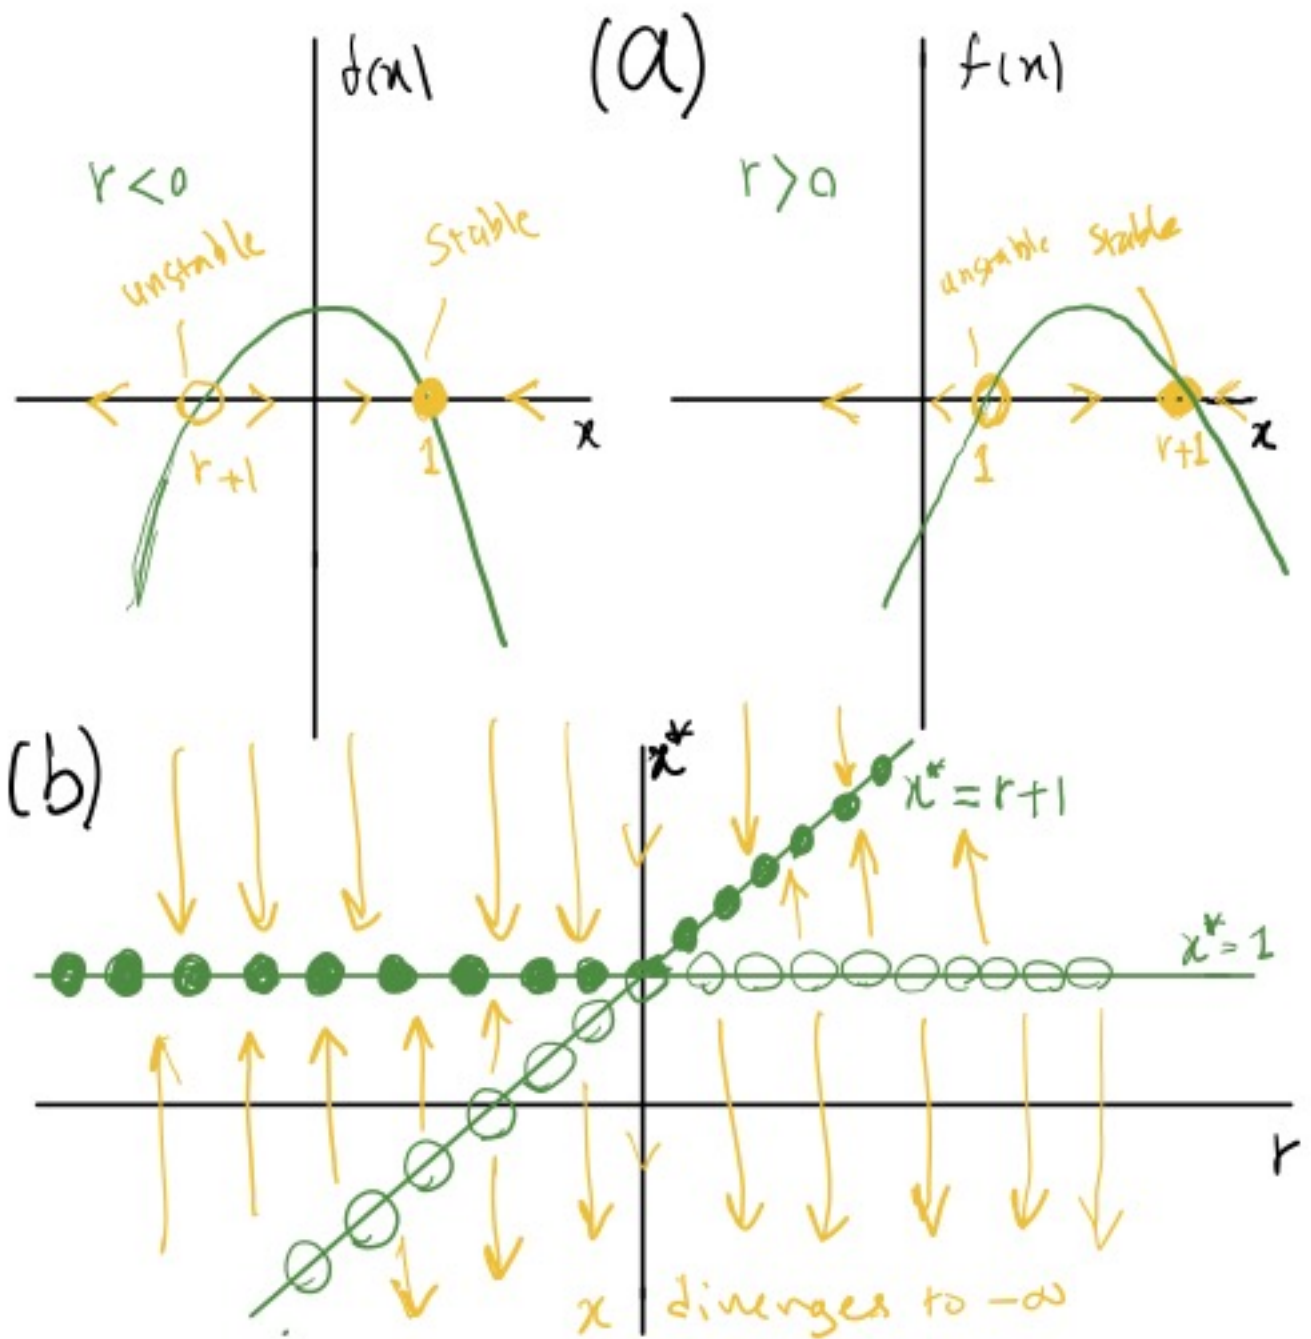 (a)
f(x)
r<0
unstable
Stable
r+1
1
x
f(x)
r>0
unstable
Stable
1
r+1
x
(b)
x*
x* = r+1
x* = 1
r
x diverges to -∞